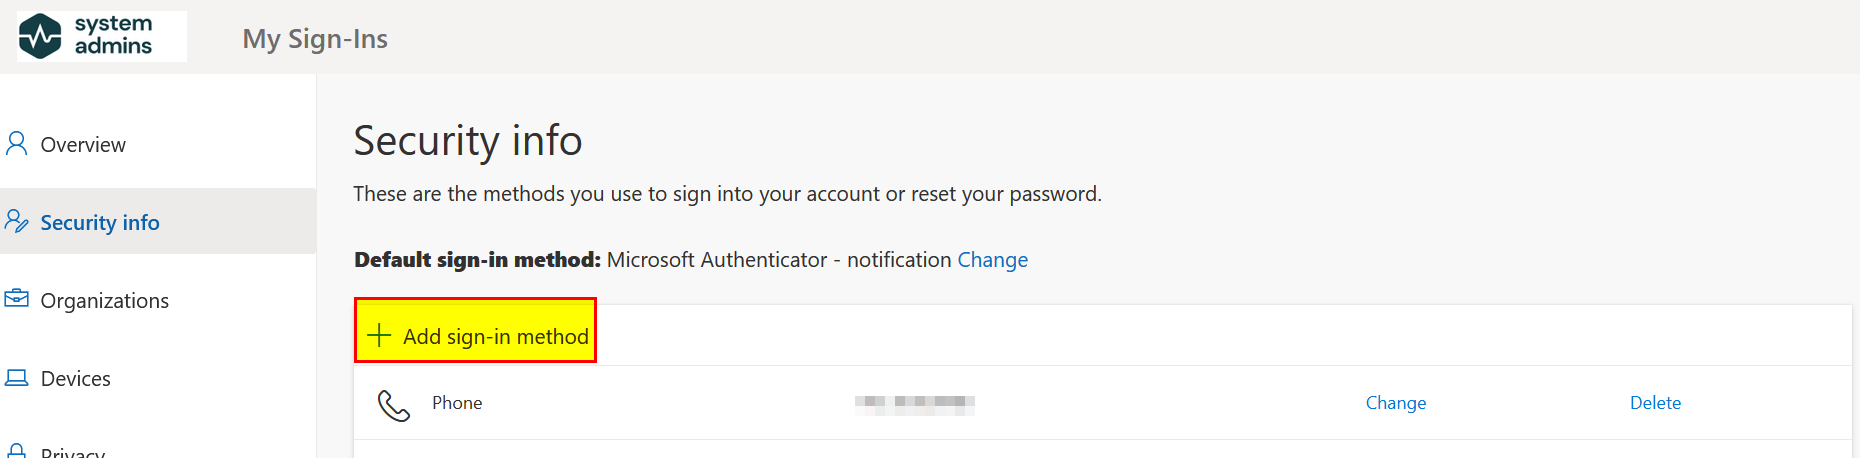 system
admins
My Sign-Ins
Overview
Security info
Organizations
Devices
Privacy
Security info
These are the methods you use to sign into your account or reset your password.
Default sign-in method: Microsoft Authenticator - notification Change
Add sign-in method
Phone Change Delete